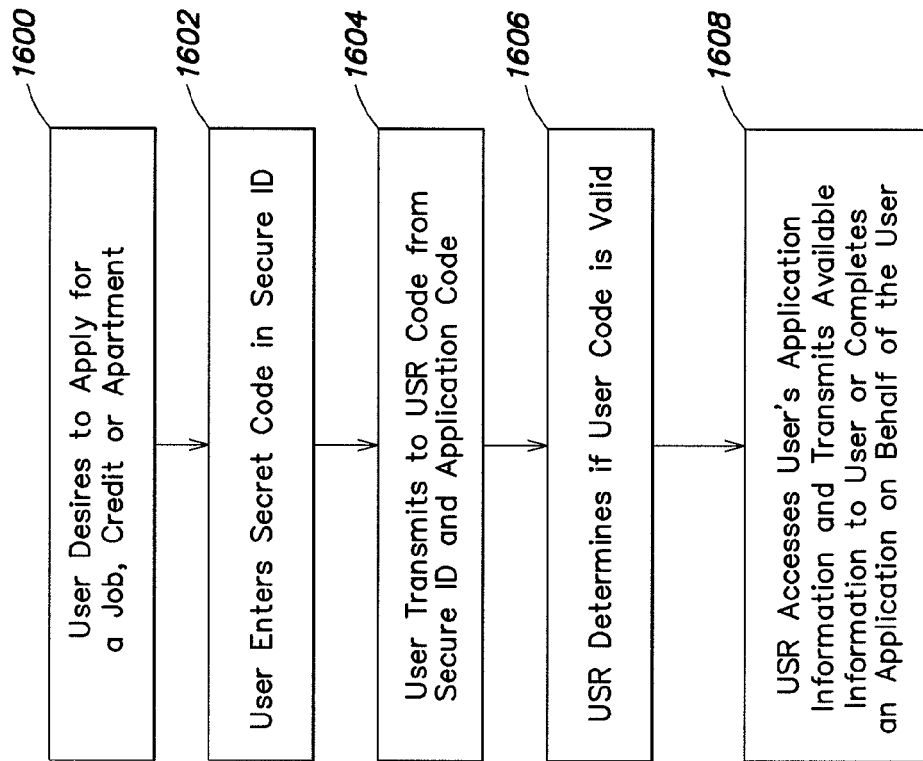 1600
User Desires to Apply for
a Job, Credit or Apartment
1602
User Enters Secret Code in Secure ID
1604
User Transmits to USR Code from
Secure ID and Application Code
1606
USR Determines if User Code is Valid
1608
USR Accesses User's Application
Information and Transmits Available
Information to User or Completes
an Application on Behalf of the User